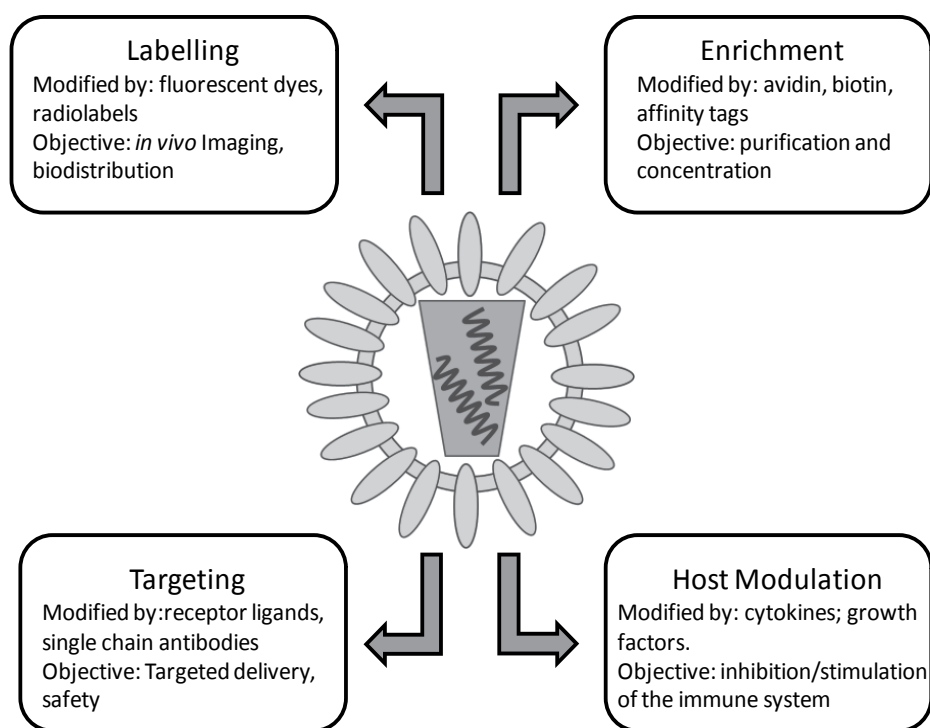 Labelling
Modified by: fluorescent dyes,
radiolabels
Objective: in vivo Imaging,
biodistribution
Enrichment
Modified by: avidin, biotin,
affinity tags
Objective: purification and
concentration
Targeting
Modified by:receptor ligands,
single chain antibodies
Objective: Targeted delivery,
safety
Host Modulation
Modified by: cytokines; growth
factors.
Objective: inhibition/stimulation
of the immune system